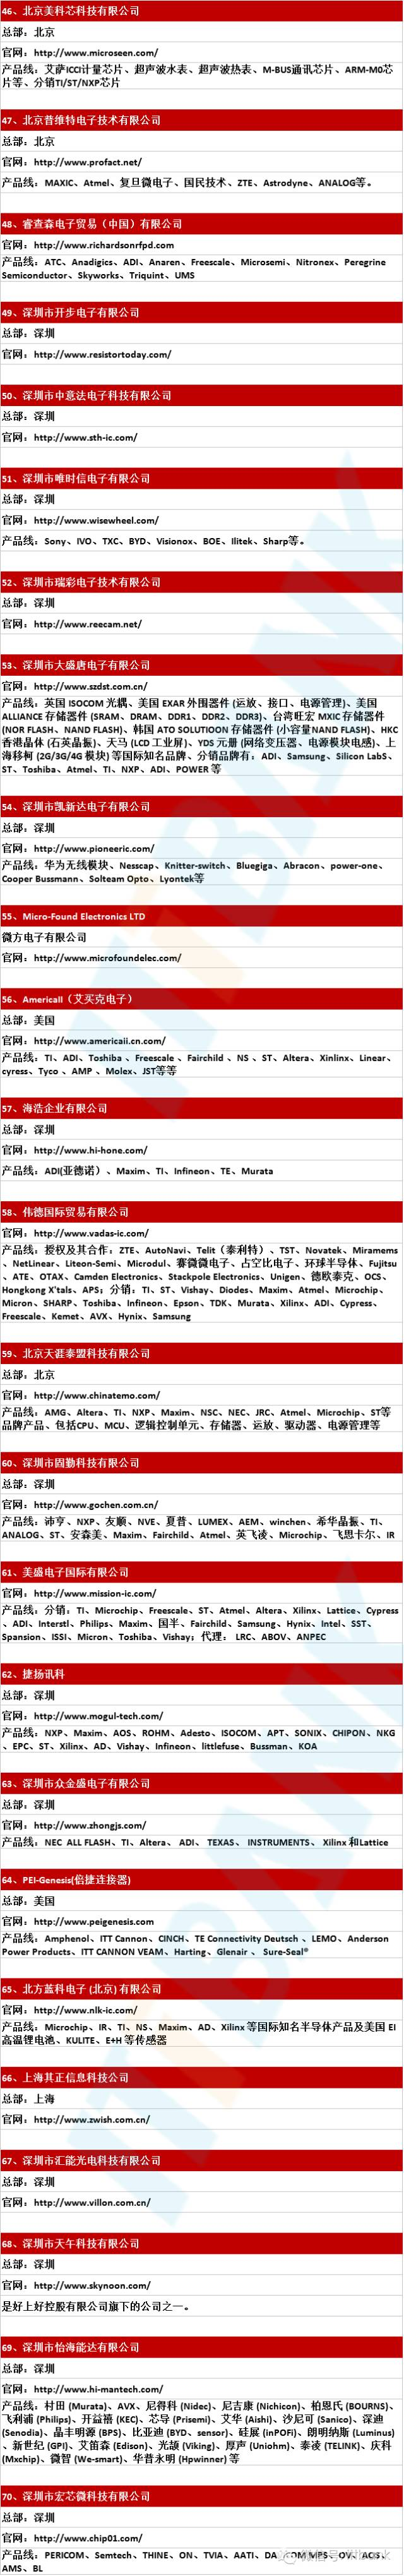 46、北京美科芯科技有限公司
总部：北京
官网：http://www.microseen.com/
产品线：艾萨ICCI计量芯片、超声波水表、超声波热表、M-BUS通讯芯片、ARM-M0芯
片等、分销TI/ST/NXP芯片
47、北京普维特电子技术有限公司
总部：北京
官网：http://www.profact.net/
产品线：MAXIC、Atmel、复旦微电子、国民技术、ZTE、Astrodyne、ANALOG等。
48、睿查森电子贸易（中国）有限公司
官网：http://www.richardsonrfpd.com
产品线：ATC、Anadigics、ADI、Anaren、Freescale、Microsemi、Nitronex、Peregrine
Semiconductor、Skyworks、Triquint、UMS
49、深圳市开步电子有限公司
总部：深圳
官网：http://www.resistortoday.com/
50、深圳市中意法电子科技有限公司
总部：深圳
官网：http://www.sth-ic.com/
51、深圳市唯时信电子有限公司
总部：深圳
官网：http://www.wisewheel.com/
产品线：Sony、IVO、TXC、BYD、Visionox、BOE、Ilitek、Sharp等。
52、深圳市瑞彩电子技术有限公司
总部：深圳
官网：http://www.reecam.net/
53、深圳市大盛唐电子有限公司
官网：http://www.szdst.com.cn/
产品线：英国 ISOCOM 光耦、美国 EXAR 外围器件 (运放、接口、电源管理)、美国
ALLIANCE 存储器件 (SRAM、DRAM、DDR1、DDR2、DDR3)、台湾旺宏 MXIC 存储器件
(NOR FLASH、NAND FLASH)、韩国 ATO SOLUTIOON 存储器件 (小容量NAND FLASH)、HKC
香港晶体 (石英晶振)、天马 (LCD 工业屏)、YDS 元册 (网络变压器、电源模块电感)、上
海移柯 (2G/3G/4G 模块) 等国际知名品牌、分销品牌有：ADI、Samsung、Silicon LabS、
ST、Toshiba、Atmel、TI、NXP、ADI、POWER 等
54、深圳市凯新达电子有限公司
总部：深圳
官网：http://www.pioneeric.com/
产品线：华为无线模块、Nesscap、Knitter-switch、Bluegiga、Abracon、power-one、
Cooper Bussmann、Solteam Opto、Lyontek等
55、Micro-Found Electronics LTD
微方电子有限公司
官网：http://www.microfoundelec.com/
56、AmericaII（艾买克电子）
总部：美国
官网：http://www.americaii.cn.com/
产品线：TI、ADI、Toshiba 、Freescale 、Fairchild 、NS 、ST、Altera、Xinlinx、Linear、
cyress、Tyco 、AMP 、Molex、JST等等
57、海浩企业有限公司
总部：深圳
官网：http://www.hi-hone.com/
产品线：ADI(亚德诺）、Maxim、TI、Infineon、TE、Murata
58、伟德国际贸易有限公司
官网：http://www.vadas-ic.com/
产品线：授权及其合作：ZTE、AutoNavi、Telit（泰利特）、TST、Novatek、Miramems
、NetLinear、Liteon-Semi、Microdul、赛微微电子、占空比电子、环球半导体、Fujitsu
、ATE、OTAX、Camden Electronics、Stackpole Electronics、Unigen、德欧泰克、OCS、
Hongkong X'tals、APS；分销：TI、ST、Vishay、Diodes、Maxim、Atmel、Microchip、
Micron、SHARP、Toshiba、Infineon、Epson、TDK、Murata、Xilinx、ADI、Cypress、
Freescale、Kemet、AVX、Hynix、Samsung
59、北京天涯泰盟科技有限公司
总部：北京
官网：http://www.chinatemo.com/
产品线：AMG、Altera、TI、NXP、Maxim、NSC、NEC、JRC、Atmel、Microchip、ST等
品牌产品、包括CPU、MCU、逻辑控制单元、存储器、运放、驱动器、电源管理等
60、深圳市固勤科技有限公司
总部：深圳
官网：http://www.gochen.com.cn/
产品线：沛亨、NXP、友顺、NVE、夏普、LUMEX、AEM、winchen、希华晶振、TI、
ANALOG、ST、安森美、Maxim、Fairchild、Atmel、英飞凌、Microchip、飞思卡尔、IR
61、美盛电子国际有限公司
官网：http://www.mission-ic.com/
产品线：分销：TI、Microchip、Freescale、ST、Atmel、Altera、Xilinx、Lattice、Cypress
、ADI、Interstl、Philips、Maxim、国半、Fairchild、Samsung、Hynix、Intel、SST、
Spansion、ISSI、Micron、Toshiba、Vishay；代理： LRC、ABOV、ANPEC
62、捷扬讯科
总部：深圳
官网：http://www.mogul-tech.com/
产品线：NXP、Maxim、AOS、ROHM、Adesto、ISOCOM、APT、SONIX、CHIPON、NKG
、EPC、ST、Xilinx、AD、Vishay、Infineon、littlefuse、Bussman、KOA
63、深圳市众金盛电子有限公司
总部：深圳
官网：http://www.zhongjs.com/
产品线：NEC ALL FLASH、TI、Altera、 ADI、 TEXAS、 INSTRUMENTS、 Xilinx 和Lattice
64、PEI-Genesis(倍捷连接器)
总部：美国
官网：http://www.peigenesis.com
产品线：Amphenol、ITT Cannon、CINCH、TE Connectivity Deutsch 、LEMO、Anderson
Power Products、ITT CANNON VEAM、Harting、Glenair 、 Sure-Seal®
65、北方蓝科电子 (北京) 有限公司
官网：http://www.nlk-ic.com/
产品线：Microchip、IR、TI、NS、Maxim、AD、Xilinx 等国际知名半导体产品及美国 EI
高温锂电池、KULITE、E+H 等传感器
66、上海其正信息科技公司
总部：上海
官网：http://www.zwish.com.cn/
67、深圳市汇能光电科技有限公司
总部：深圳
官网：http://www.villon.com.cn/
68、深圳市天午科技有限公司
总部：深圳
官网：http://www.skynoon.com/
是好上好控股有限公司旗下的公司之一。
69、深圳市怡海能达有限公司
总部：深圳
官网：http://www.hi-mantech.com/
产品线：村田 (Murata)、AVX、尼得科 (Nidec)、尼吉康 (Nichicon)、柏恩氏 (BOURNS)、
飞利浦 (Philips)、开益禧 (KEC)、芯导 (Prisemi)、艾华 (Aishi)、沙尼可 (Sanico)、深迪
(Senodia)、晶丰明源 (BPS)、比亚迪 (BYD、sensor)、硅展 (inPOFi)、朗明纳斯 (Luminus)
、新世纪 (GPI)、艾笛森 (Edison)、光颉 (Viking)、厚声 (Uniohm)、泰凌 (TELINK)、庆科
(Mxchip)、微智 (We-smart)、华普永明 (Hpwinner) 等
70、深圳市宏芯微科技有限公司
总部：深圳
官网：http://www.chip01.com/
产品线：PERICOM、Semtech、THINE、ON、TVIA、AATI、
AMS、BL